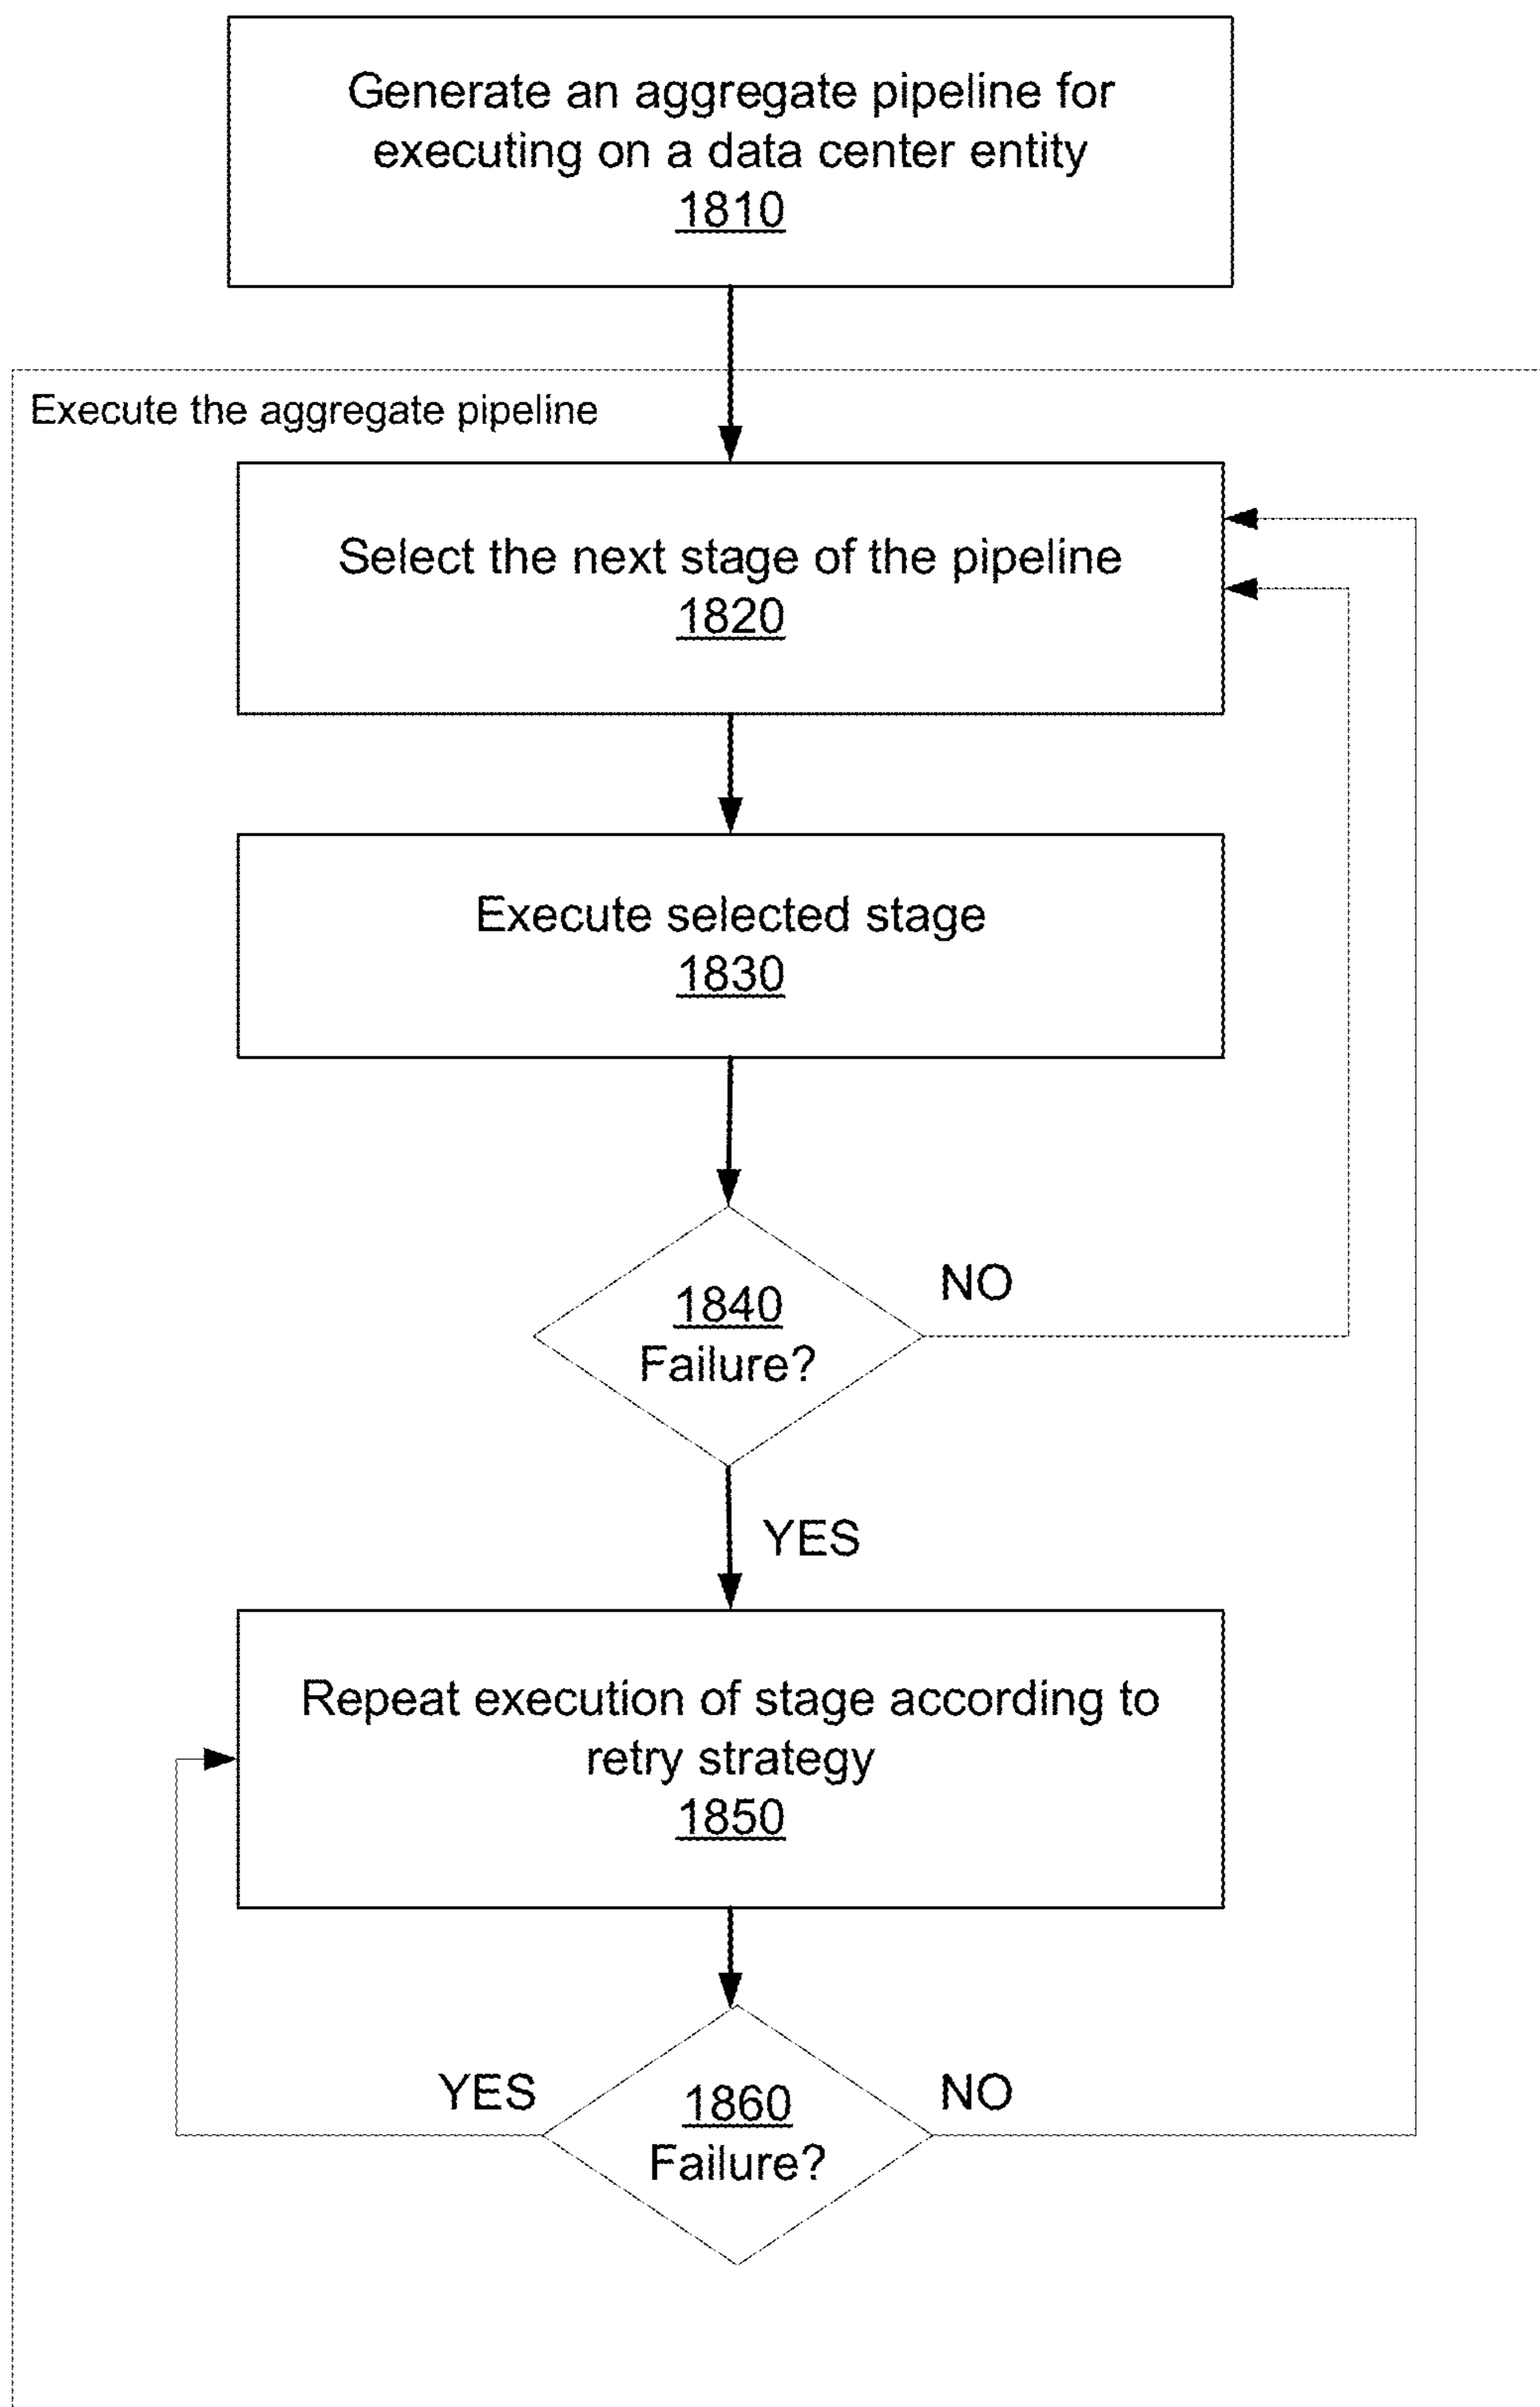 Generate an aggregate pipeline for
executing on a data center entity
1810
Execute the aggregate pipeline
Select the next stage of the pipeline
1820
Execute selected stage
1830
1840
Failure?
NO
YES
Repeat execution of stage according to
retry strategy
1850
YES
1860
Failure?
NO